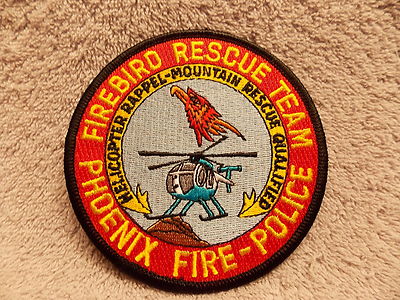 FIREBIRD RESCUE TEAM
HELICOPTER RAPPEL-MOUNTAIN RESCUE QUALIFIED
PHOENIX FIRE-POLICE